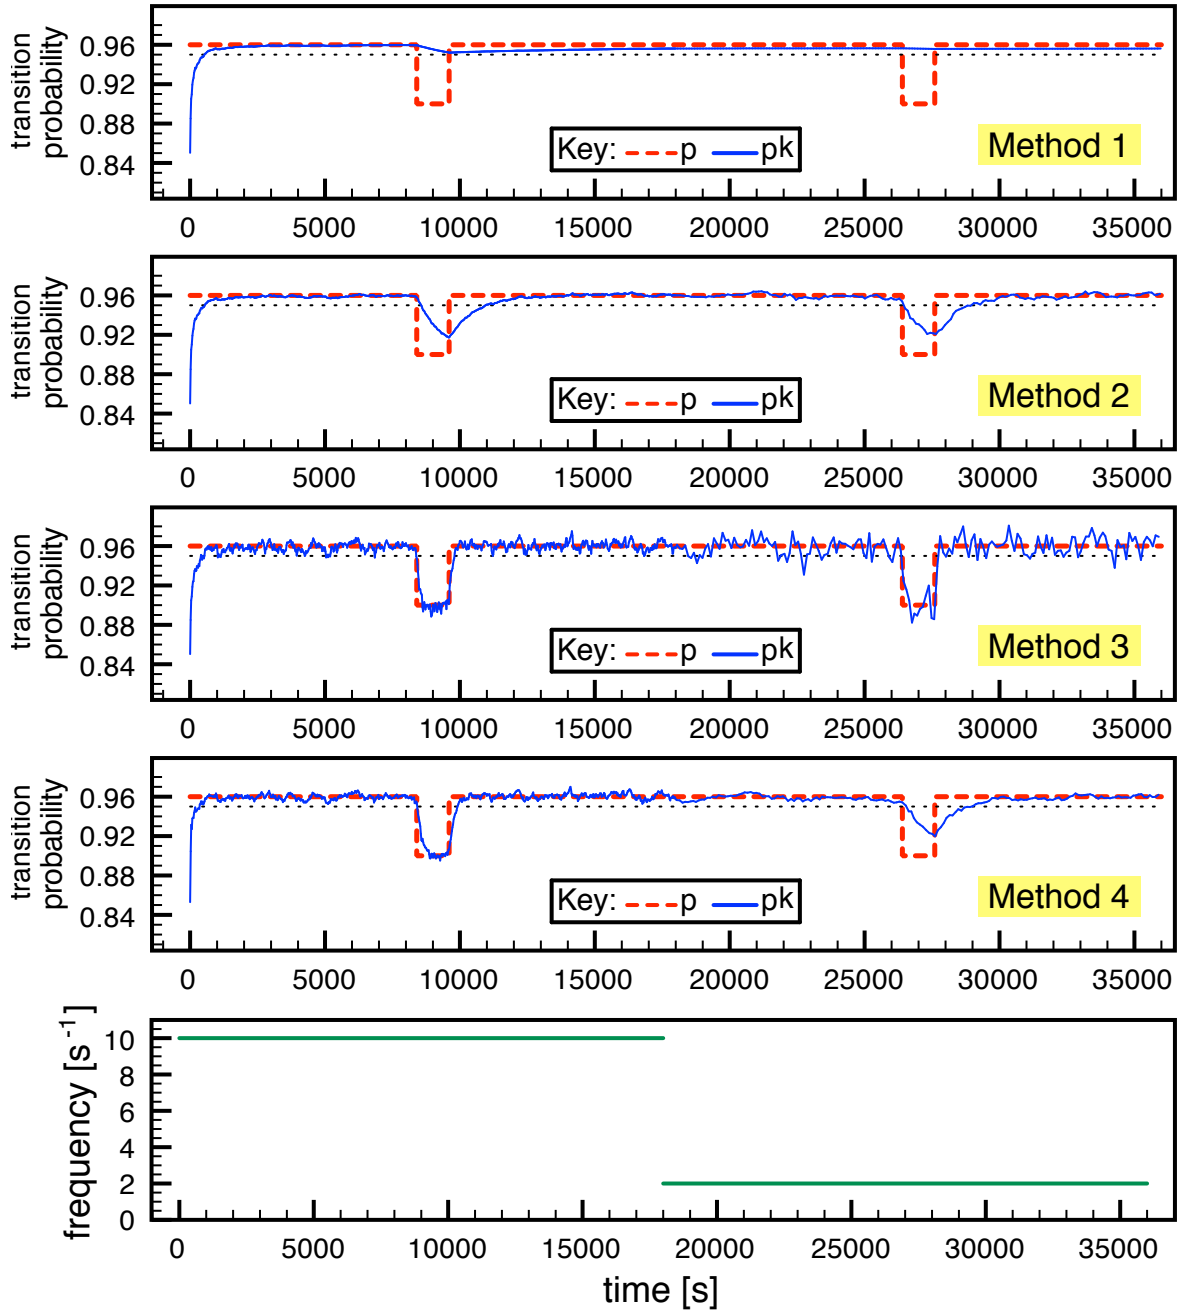 transition
probability
0.96
0.92
0.88
0.84
Key: p pk
Method 1
0 5000 10000 15000 20000 25000 30000 35000
transition
probability
0.96
0.92
0.88
0.84
Key: p pk
Method 2
0 5000 10000 15000 20000 25000 30000 35000
transition
probability
0.96
0.92
0.88
0.84
Key: p pk
Method 3
0 5000 10000 15000 20000 25000 30000 35000
transition
probability
0.96
0.92
0.88
0.84
Key: p pk
Method 4
0 5000 10000 15000 20000 25000 30000 35000
frequency [s⁻¹]
10
8
6
4
2
0
0 5000 10000 15000 20000 25000 30000 35000
time [s]